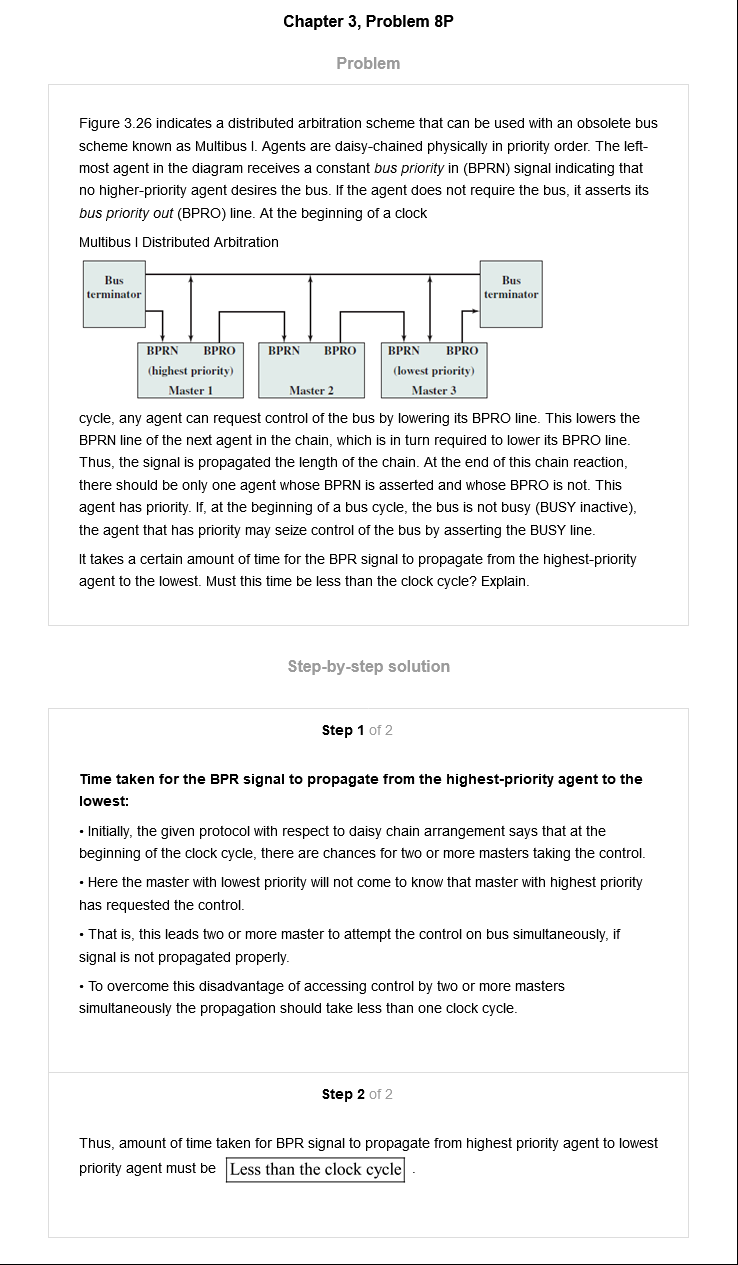 Chapter 3, Problem 8P
Problem
Figure 3.26 indicates a distributed arbitration scheme that can be used with an obsolete bus
scheme known as Multibus I. Agents are daisy-chained physically in priority order. The left-
most agent in the diagram receives a constant bus priority in (BPRN) signal indicating that
no higher-priority agent desires the bus. If the agent does not require the bus, it asserts its
bus priority out (BPRO) line. At the beginning of a clock
Multibus I Distributed Arbitration
Bus
terminator
Bus
terminator
BPRN BPRO
(highest priority)
Master 1
BPRN BPRO
Master 2
BPRN BPRO
(lowest priority)
Master 3
cycle, any agent can request control of the bus by lowering its BPRO line. This lowers the
BPRN line of the next agent in the chain, which is in turn required to lower its BPRO line.
Thus, the signal is propagated the length of the chain. At the end of this chain reaction,
there should be only one agent whose BPRN is asserted and whose BPRO is not. This
agent has priority. If, at the beginning of a bus cycle, the bus is not busy (BUSY inactive),
the agent that has priority may seize control of the bus by asserting the BUSY line.
It takes a certain amount of time for the BPR signal to propagate from the highest-priority
agent to the lowest. Must this time be less than the clock cycle? Explain.
Step-by-step solution
Step 1 of 2
Time taken for the BPR signal to propagate from the highest-priority agent to the
lowest:
• Initially, the given protocol with respect to daisy chain arrangement says that at the
beginning of the clock cycle, there are chances for two or more masters taking the control.
• Here the master with lowest priority will not come to know that master with highest priority
has requested the control.
• That is, this leads two or more master to attempt the control on bus simultaneously, if
signal is not propagated properly.
• To overcome this disadvantage of accessing control by two or more masters
simultaneously the propagation should take less than one clock cycle.
Step 2 of 2
Thus, amount of time taken for BPR signal to propagate from highest priority agent to lowest
priority agent must be Less than the clock cycle .